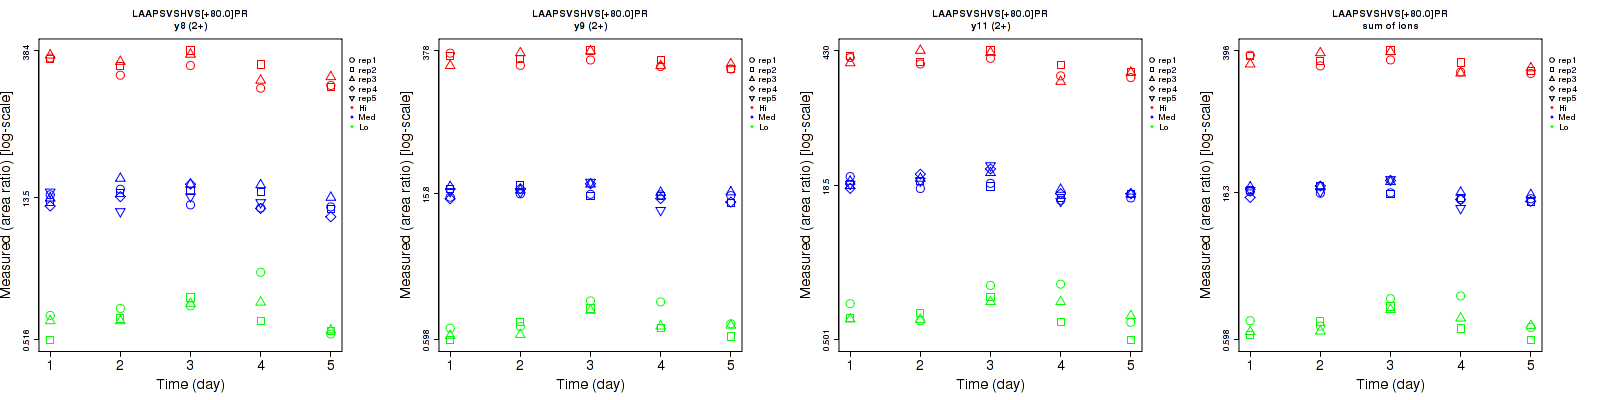 LAAPSVSHVS[+80.0]PR
y8 (2+)
Measured (area ratio) [log-scale]
384
13.5
0.516
1 2 3 4 5
Time (day)
rep1
rep2
rep3
rep4
rep5
Hi
Med
Lo
LAAPSVSHVS[+80.0]PR
y9 (2+)
Measured (area ratio) [log-scale]
378
15.8
0.598
1 2 3 4 5
Time (day)
rep1
rep2
rep3
rep4
rep5
Hi
Med
Lo
LAAPSVSHVS[+80.0]PR
y11 (2+)
Measured (area ratio) [log-scale]
430
18.5
0.501
1 2 3 4 5
Time (day)
rep1
rep2
rep3
rep4
rep5
Hi
Med
Lo
LAAPSVSHVS[+80.0]PR
sum of ions
Measured (area ratio) [log-scale]
396
16.3
0.598
1 2 3 4 5
Time (day)
rep1
rep2
rep3
rep4
rep5
Hi
Med
Lo